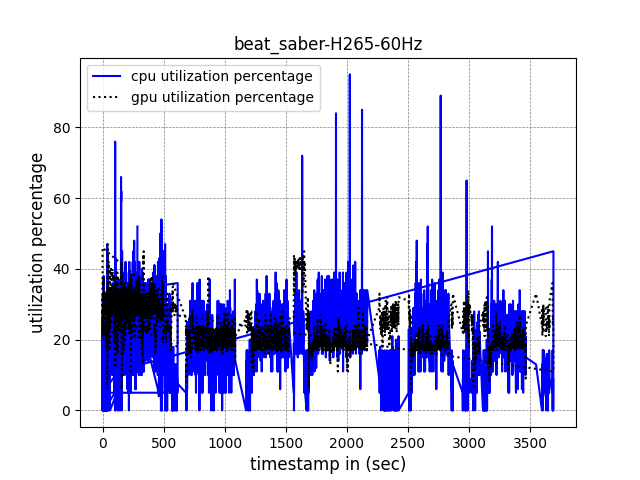 beat_saber-H265-60Hz
cpu utilization percentage
gpu utilization percentage
utilization percentage
80
60
40
20
0
0 500 1000 1500 2000 2500 3000 3500
timestamp in (sec)